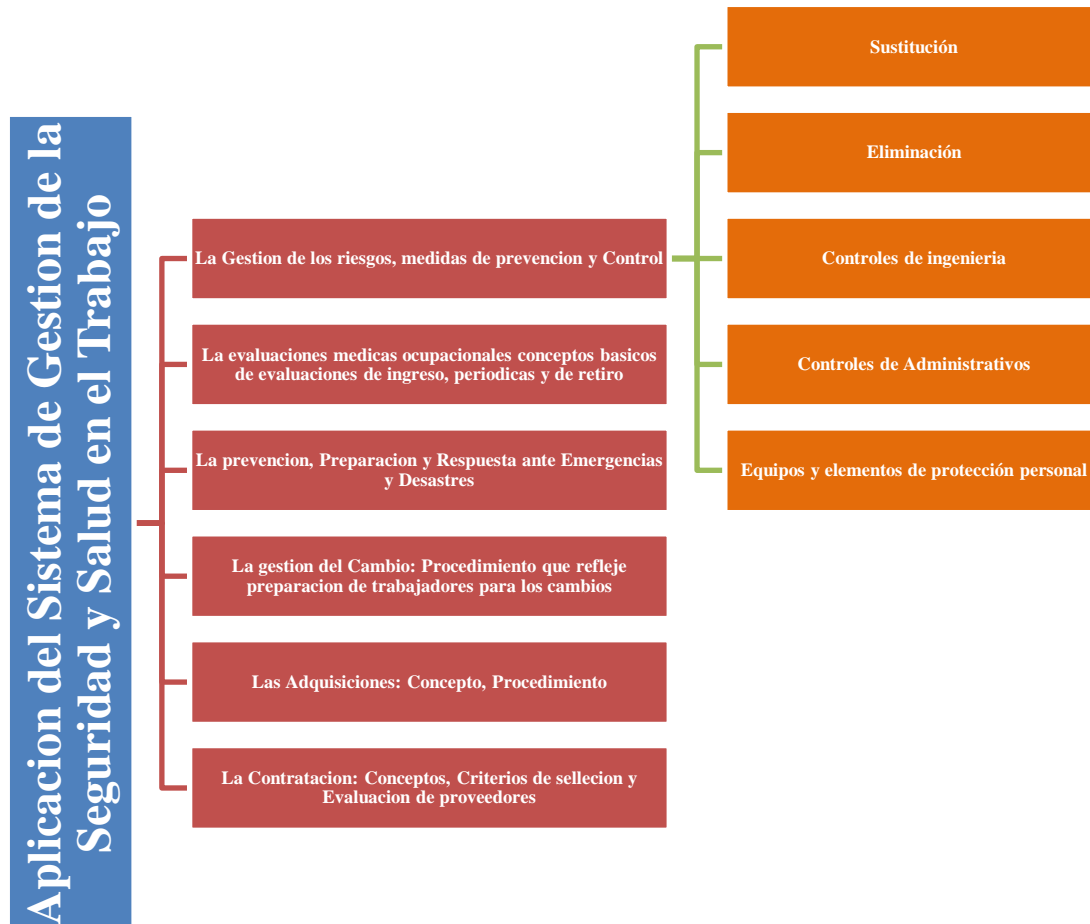 Aplicacion del Sistema de Gestion de la
Seguridad y Salud en el Trabajo
La Gestion de los riesgos, medidas de prevencion y Control
Sustitución
Eliminación
Controles de ingenieria
Controles de Administrativos
Equipos y elementos de protección personal
La evaluaciones medicas ocupacionales conceptos basicos
de evaluaciones de ingreso, periodicas y de retiro
La prevencion, Preparacion y Respuesta ante Emergencias
y Desastres
La gestion del Cambio: Procedimiento que refleje
preparacion de trabajadores para los cambios
Las Adquisiciones: Concepto, Procedimiento
La Contratacion: Conceptos, Criterios de sellecion y
Evaluacion de proveedores